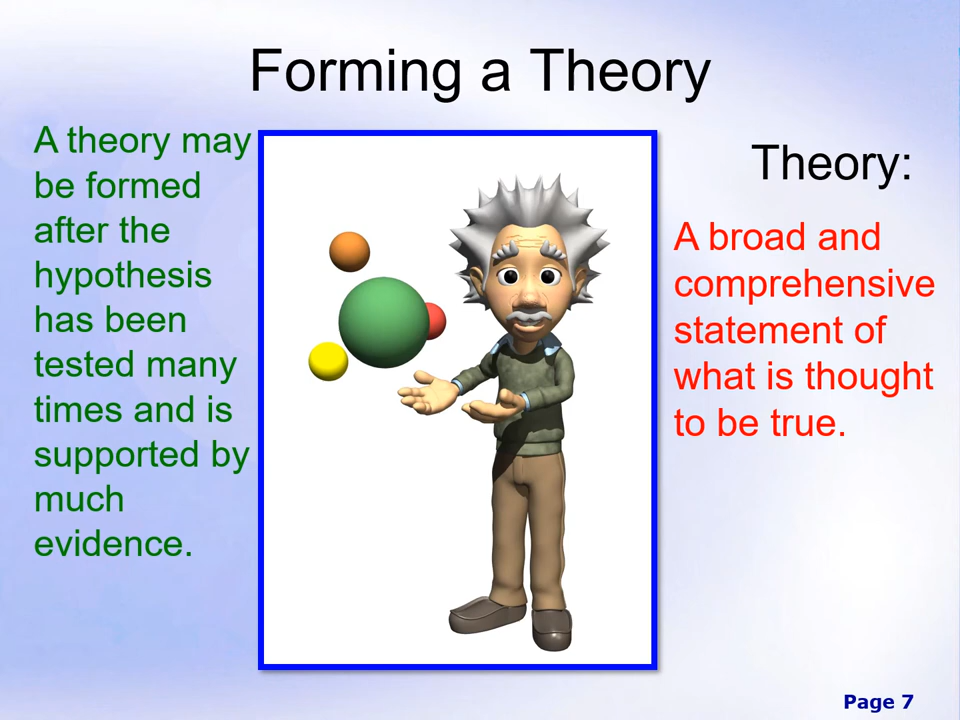 Forming a Theory
A theory may
be formed
after the
hypothesis
has been
tested many
times and is
supported by
much
evidence.
Theory:
A broad and
comprehensive
statement of
what is thought
to be true.
Page 7